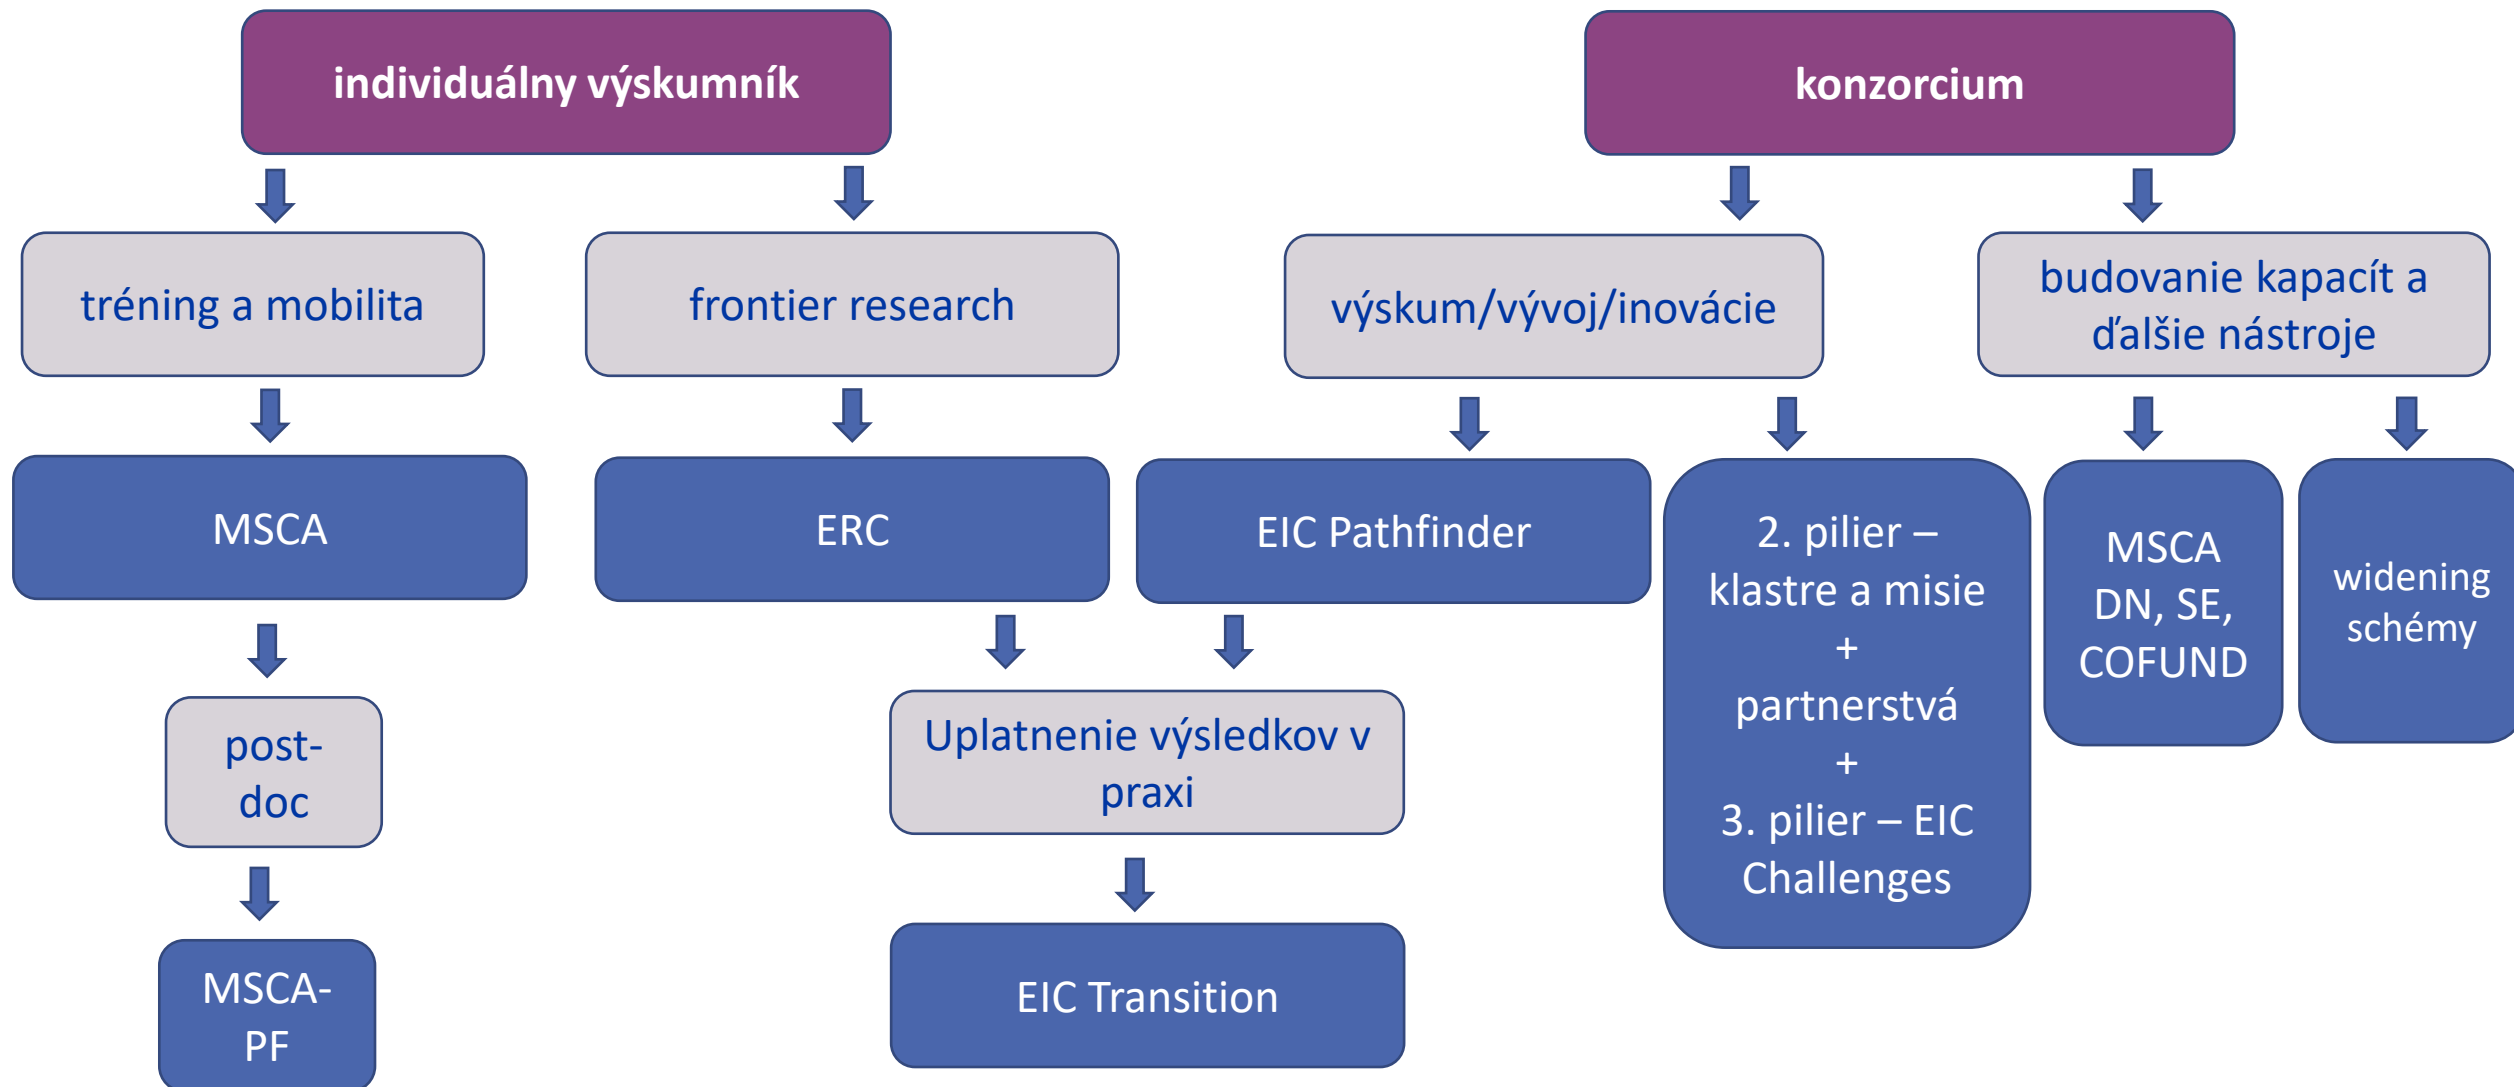 individuálny výskumník
konzorcium
tréning a mobilita
frontier research
výskum/vývoj/inovácie
budovanie kapacít a
ďalšie nástroje
MSCA
ERC
EIC Pathfinder
2. pilier –
klastre a misie
+
partnerstvá
+
3. pilier – EIC
Challenges
MSCA
DN, SE,
COFUND
widening
schémy
post-
doc
Uplatnenie výsledkov v
praxi
MSCA-
PF
EIC Transition